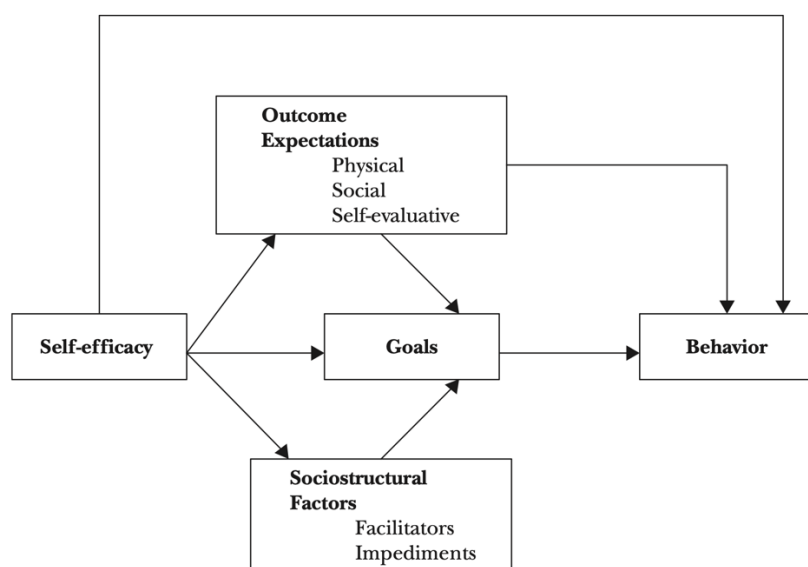 Outcome
Expectations
Physical
Social
Self-evaluative
Self-efficacy
Goals
Behavior
Sociostructural
Factors
Facilitators
Impediments